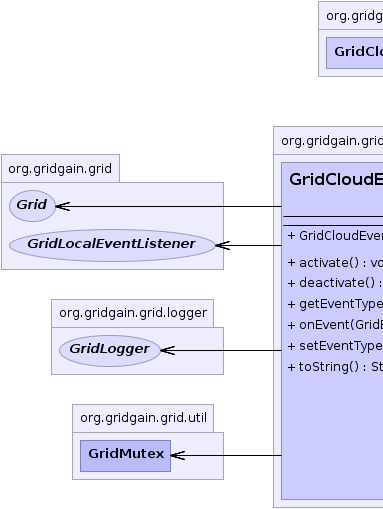 org.gridg
GridClo
org.gridgain.grid
Grid
GridLocalEventListener
org.gridgain.grid.logger
GridLogger
org.gridgain.grid.util
GridMutex
org.gridgain.grid
GridCloudE
+ GridCloudEven
+ activate() : vo
+ deactivate() :
+ getEventType
+ onEvent(GridE
+ setEventType
+ toString() : St